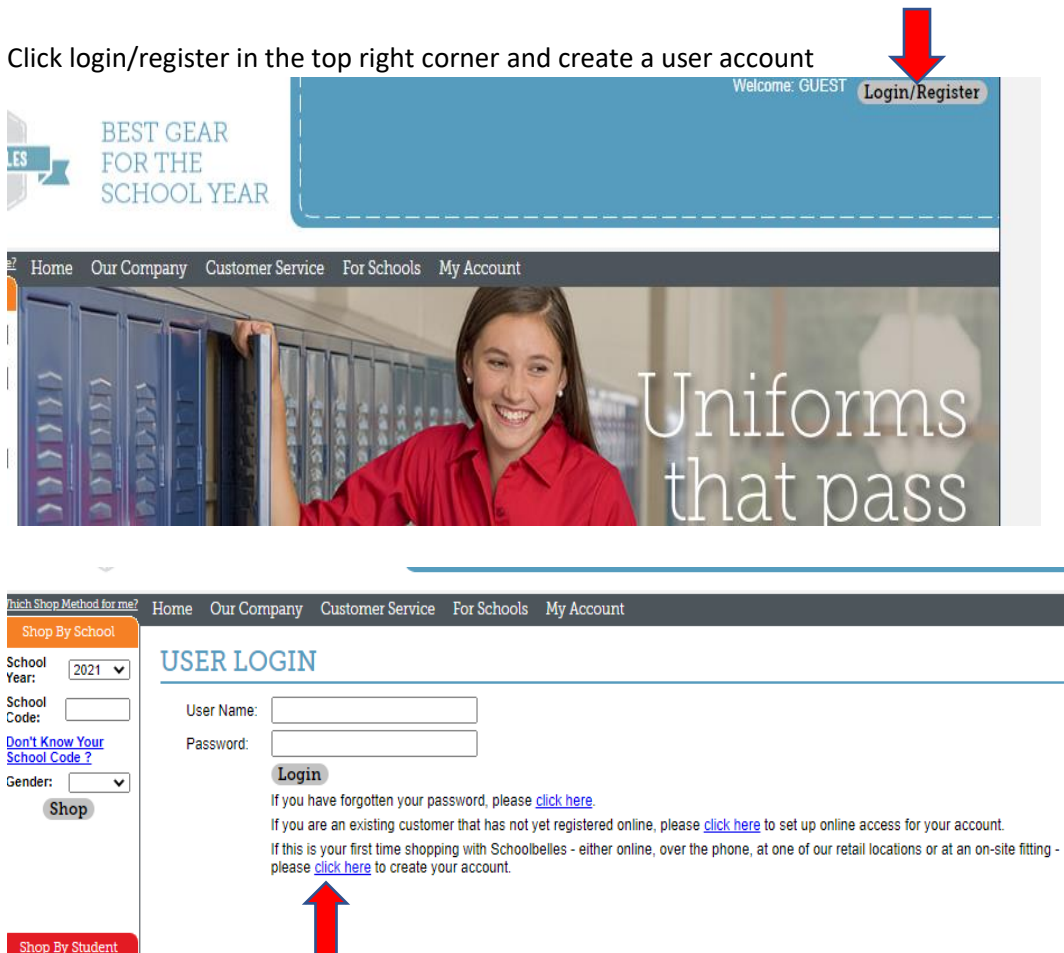 Click login/register in the top right corner and create a user account
Welcome: GUEST Login/Register
LES
BEST GEAR
FOR THE
SCHOOL YEAR
e? Home Our Company Customer Service For Schools My Account
Uniforms
that pass
Which Shop Method for me? Home Our Company Customer Service For Schools My Account
Shop By School
School Year: 2021
School Code:
Don't Know Your
School Code ?
Gender:
Shop
Shop By Student
USER LOGIN
User Name:
Password:
Login
If you have forgotten your password, please click here.
If you are an existing customer that has not yet registered online, please click here to set up online access for your account.
If this is your first time shopping with Schoolbelles - either online, over the phone, at one of our retail locations or at an on-site fitting -
please click here to create your account.